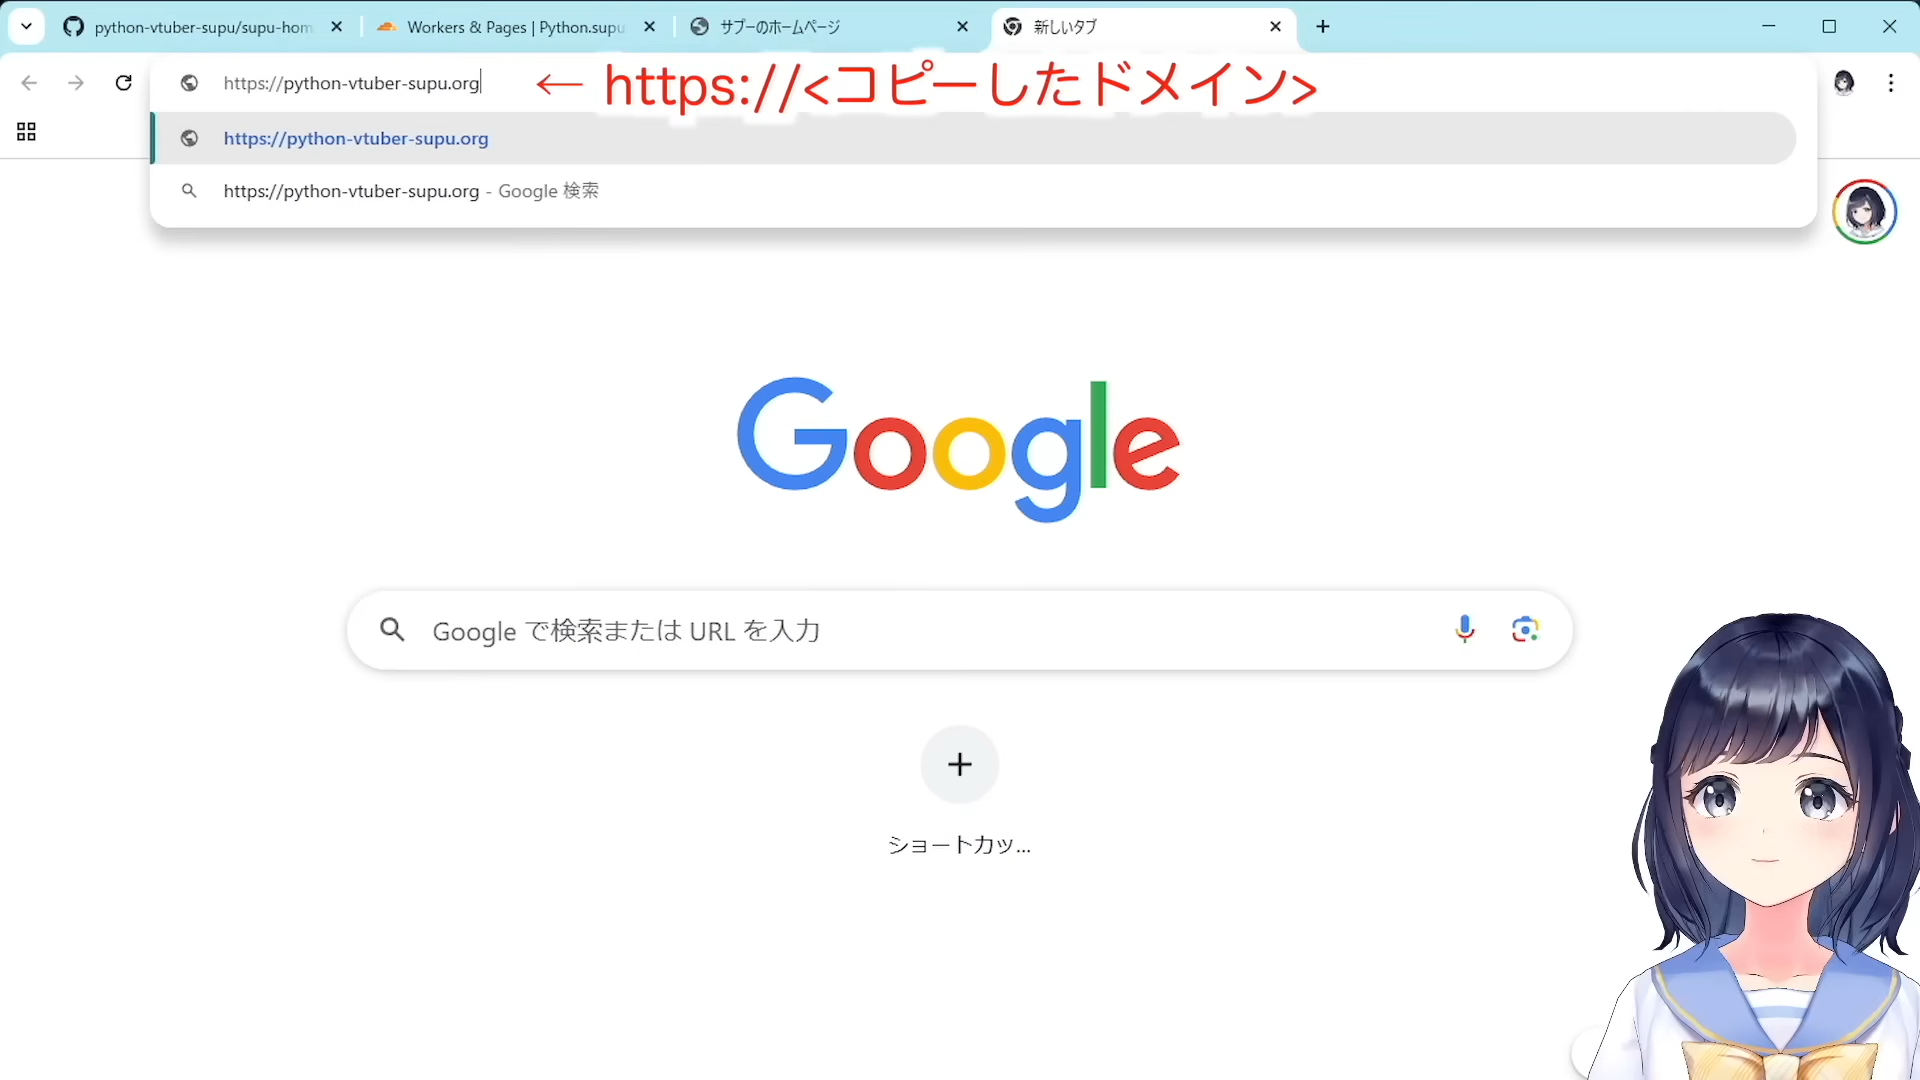 python-vtuber-supu/supu-hom
Workers & Pages | Python.supu
サプーのホームページ
新しいタブ
https://python-vtuber-supu.org
← https://<コピーしたドメイン>
https://python-vtuber-supu.org
https://python-vtuber-supu.org - Google 検索
Google
Google で検索または URL を入力
ショートカッ...